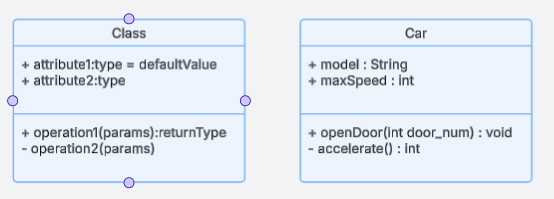 Class
+ attribute1:type = defaultValue
+ attribute2:type
+ operation1(params):returnType
- operation2(params)
Car
+ model : String
+ maxSpeed : int
+ openDoor(int door_num) : void
- accelerate() : int